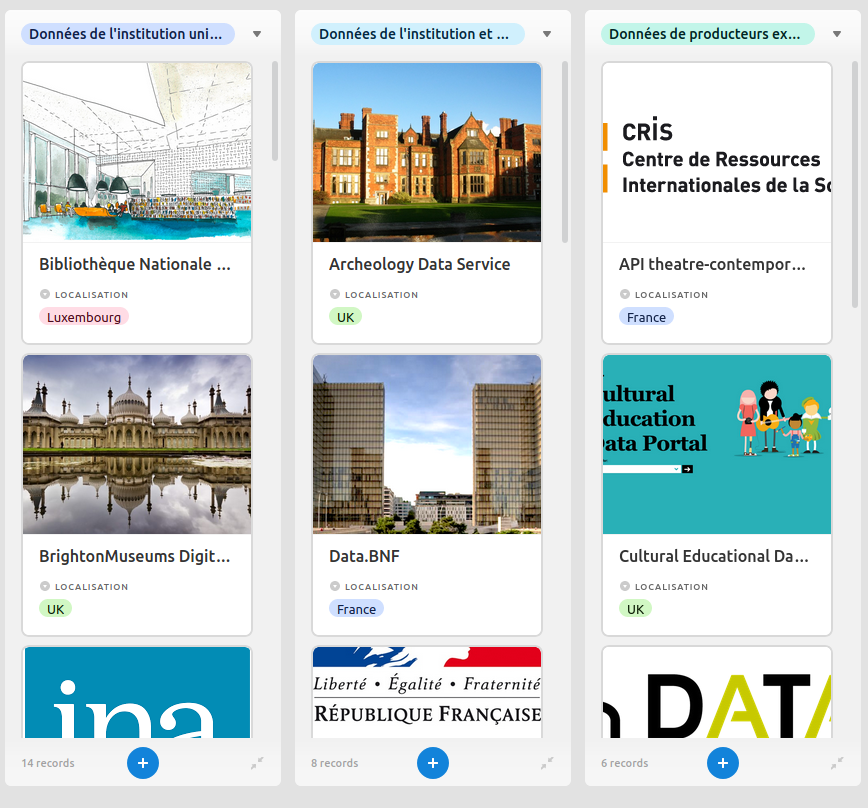 Données de l'institution uni...
Bibliothèque Nationale ...
LOCALISATION
Luxembourg
BrightonMuseums Digit...
LOCALISATION
UK
ina
14 records
Données de l'institution et ...
Archeology Data Service
LOCALISATION
UK
Data.BNF
LOCALISATION
France
Liberté • Égalité • Fraternité
RÉPUBLIQUE FRANÇAISE
8 records
Données de producteurs ex...
CRİS
Centre de Ressources
Internationales de la Sc
API theatre-contempor...
LOCALISATION
France
ultural
ducation
ata Portal
Cultural Educational Da...
LOCALISATION
UK
DATA
6 records